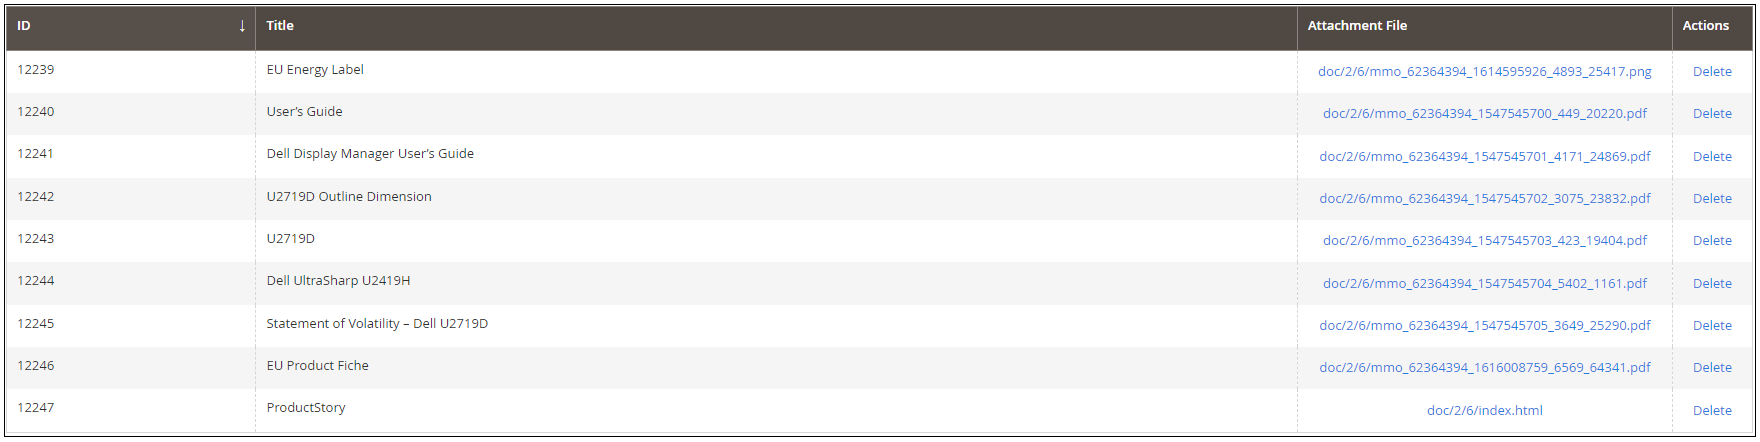 ID ↓ Title Attachment File Actions
12239 EU Energy Label doc/2/6/mmo_62364394_1614595926_4893_25417.png Delete
12240 User’s Guide doc/2/6/mmo_62364394_1547545700_449_20220.pdf Delete
12241 Dell Display Manager User’s Guide doc/2/6/mmo_62364394_1547545701_4171_24869.pdf Delete
12242 U2719D Outline Dimension doc/2/6/mmo_62364394_1547545702_3075_23832.pdf Delete
12243 U2719D doc/2/6/mmo_62364394_1547545703_423_19404.pdf Delete
12244 Dell UltraSharp U2419H doc/2/6/mmo_62364394_1547545704_5402_1161.pdf Delete
12245 Statement of Volatility – Dell U2719D doc/2/6/mmo_62364394_1547545705_3649_25290.pdf Delete
12246 EU Product Fiche doc/2/6/mmo_62364394_1616008759_6569_64341.pdf Delete
12247 ProductStory doc/2/6/index.html Delete